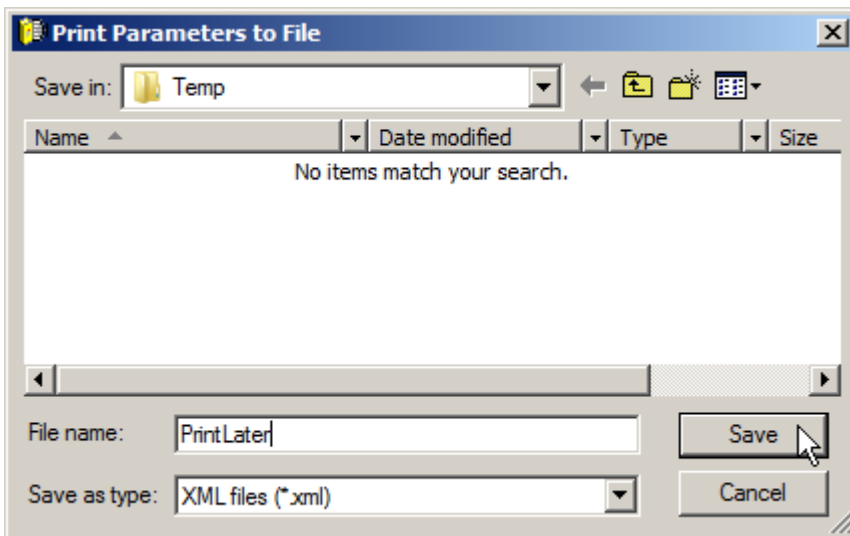 Print Parameters to File
Save in: Temp
Name Date modified Type Size
No items match your search.
File name: PrintLater Save
Save as type: XML files (*.xml) Cancel